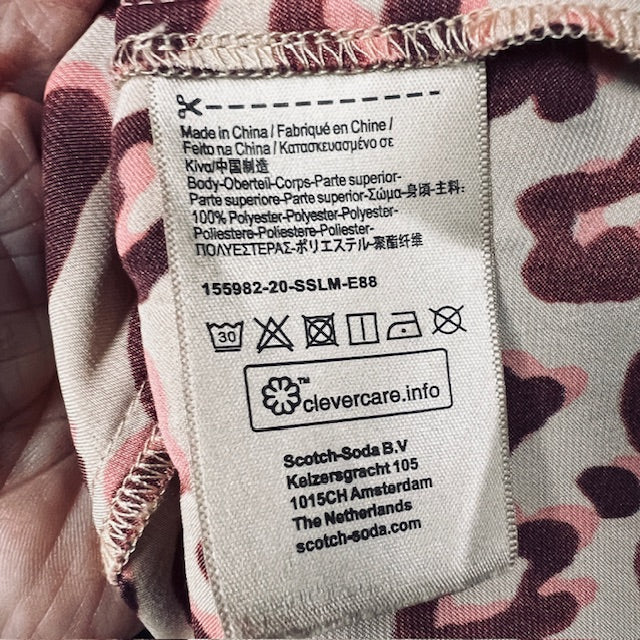 Made in China / Fabriqué en Chine /
Feito na China / Κατασκευασμένο σε
Κίνα/中国制造
Body-Oberteil-Corps-Parte superior-
Parte superiore-Parte superior-Σώμα-身頃-主料:
100% Polyester-Polyester-Polyester-
Poliestere-Poliestere-Poliester-
ΠΟΛΥΕΣΤΕΡΑΣ-ポリエステル-聚酯纤维
155982-20-SSLM-E88
30
™
clevercare.info
Scotch-Soda B.V
Keizersgracht 105
1015CH Amsterdam
The Netherlands
scotch-soda.com